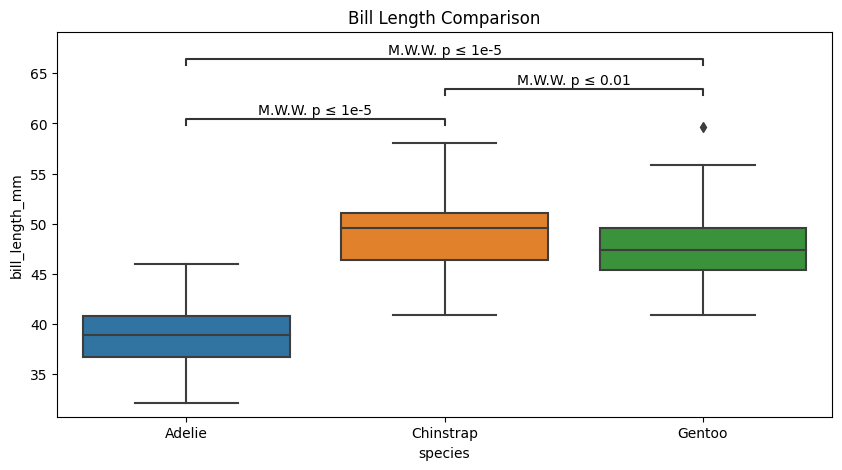 Bill Length Comparison
M.W.W. p ≤ 1e-5
M.W.W. p ≤ 0.01
M.W.W. p ≤ 1e-5
65
60
55
50
45
40
35
bill_length_mm
Adelie
Chinstrap
Gentoo
species